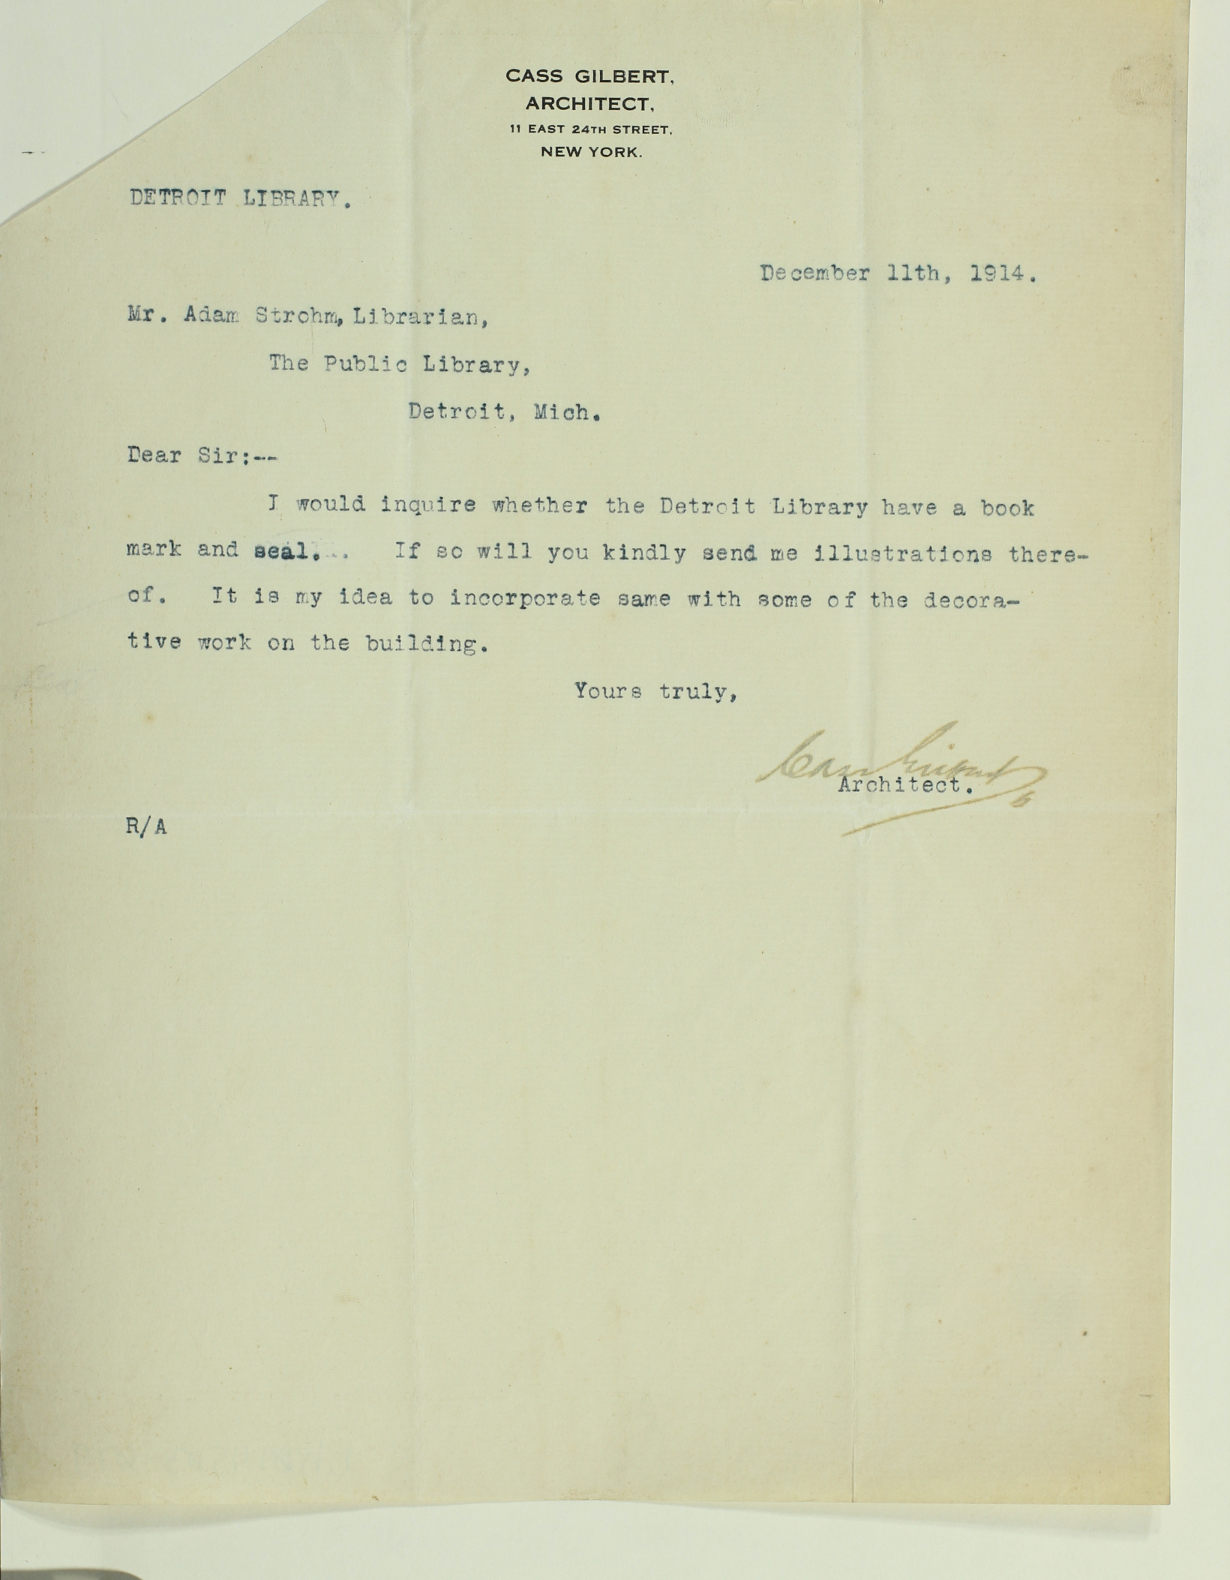 CASS GILBERT,
ARCHITECT,
11 EAST 24TH STREET,
NEW YORK.
DETROIT LIBRARY.
December 11th, 1914.
Mr. Adam Strohm, Librarian,
The Public Library,
Detroit, Mich.
Dear Sir:--
I would inquire whether the Detroit Library have a book
mark and seal. If so will you kindly send me illustrations there-
of. It is my idea to incorporate same with some of the decora-
tive work on the building.
Yours truly,
Cass Gilbert
Architect.
R/A